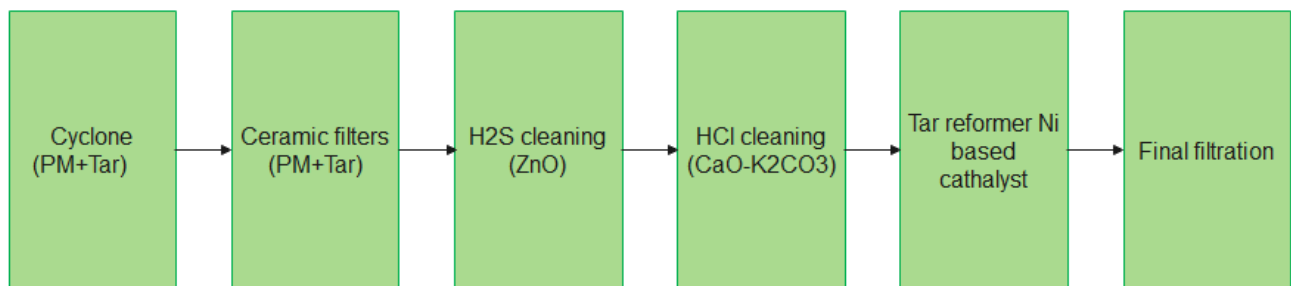 Cyclone
(PM+Tar)
Ceramic filters
(PM+Tar)
H2S cleaning
(ZnO)
HCl cleaning
(CaO-K2CO3)
Tar reformer Ni
based
cathalyst
Final filtration